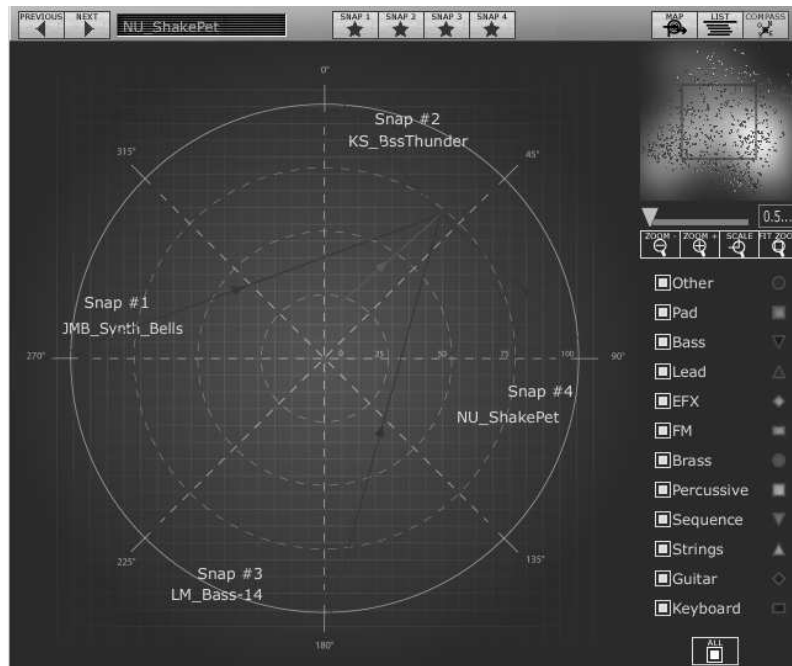 PREVIOUS
NEXT
NU_ShakePet
SNAP 1
SNAP 2
SNAP 3
SNAP 4
MAP
LIST
COMPASS
0°
Snap #2
KS_BssThunder
315°
45°
0.5...
ZOOM -
ZOOM +
SCALE
FIT ZOO
Snap #1
JMB_Synth_Bells
270°
0
25
50
75
100
90°
Snap #4
NU_ShakePet
225°
135°
Snap #3
LM_Bass-14
180°
Other
Pad
Bass
Lead
EFX
FM
Brass
Percussive
Sequence
Strings
Guitar
Keyboard
ALL